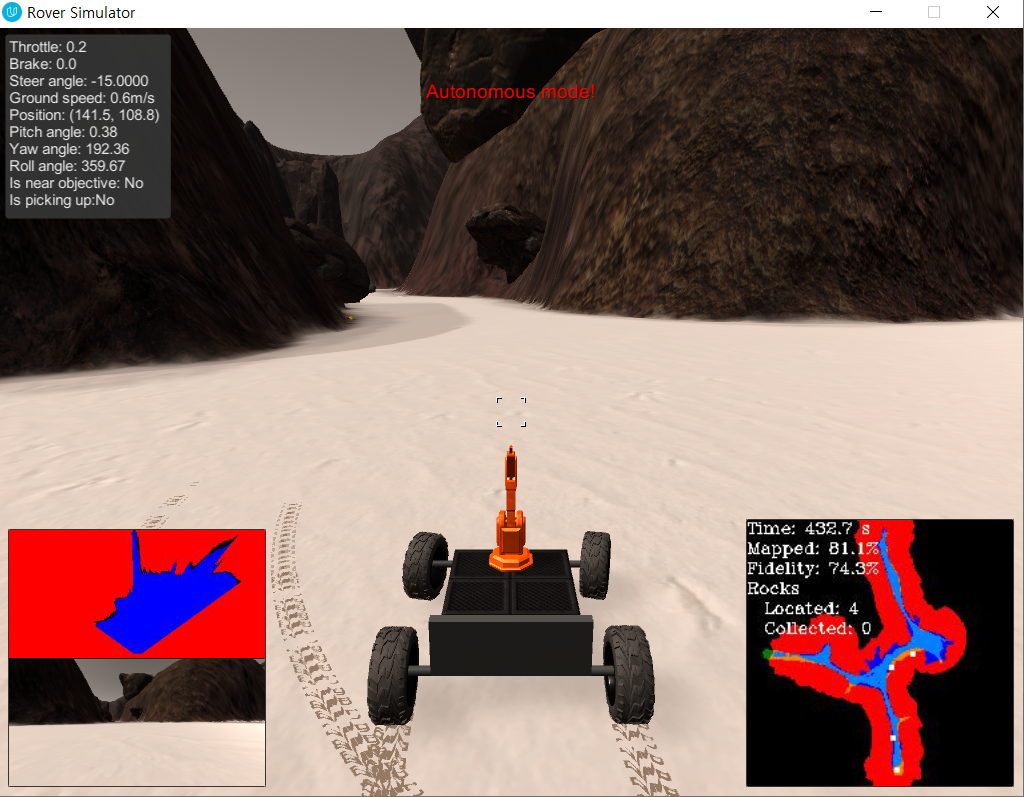 Rover Simulator
Throttle: 0.2
Brake: 0.0
Steer angle: -15.0000
Ground speed: 0.6m/s
Position: (141.5, 108.8)
Pitch angle: 0.38
Yaw angle: 192.36
Roll angle: 359.67
Is near objective: No
Is picking up:No
Autonomous mode!
Time: 432.7 s
Mapped: 81.1%
Fidelity: 74.3%
Rocks
Located: 4
Collected: 0